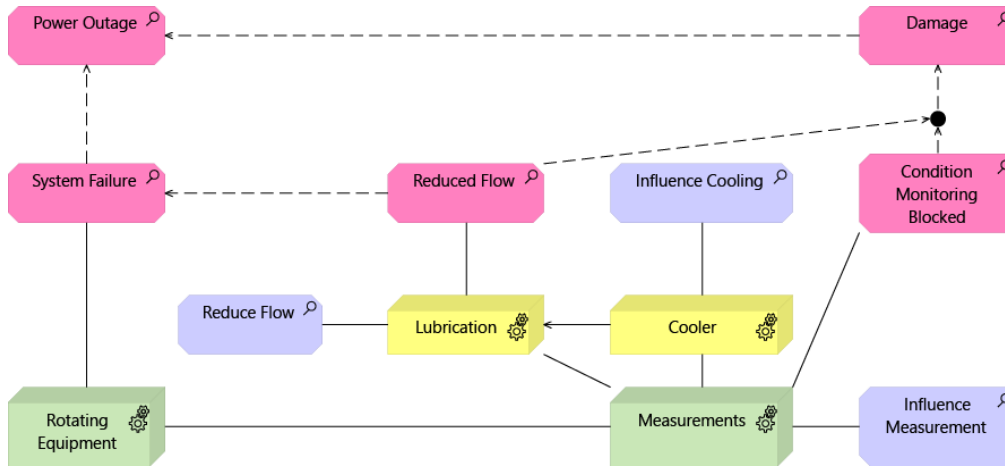 Power Outage
Damage
System Failure
Reduced Flow
Influence Cooling
Condition
Monitoring
Blocked
Reduce Flow
Lubrication
Cooler
Rotating
Equipment
Measurements
Influence
Measurement